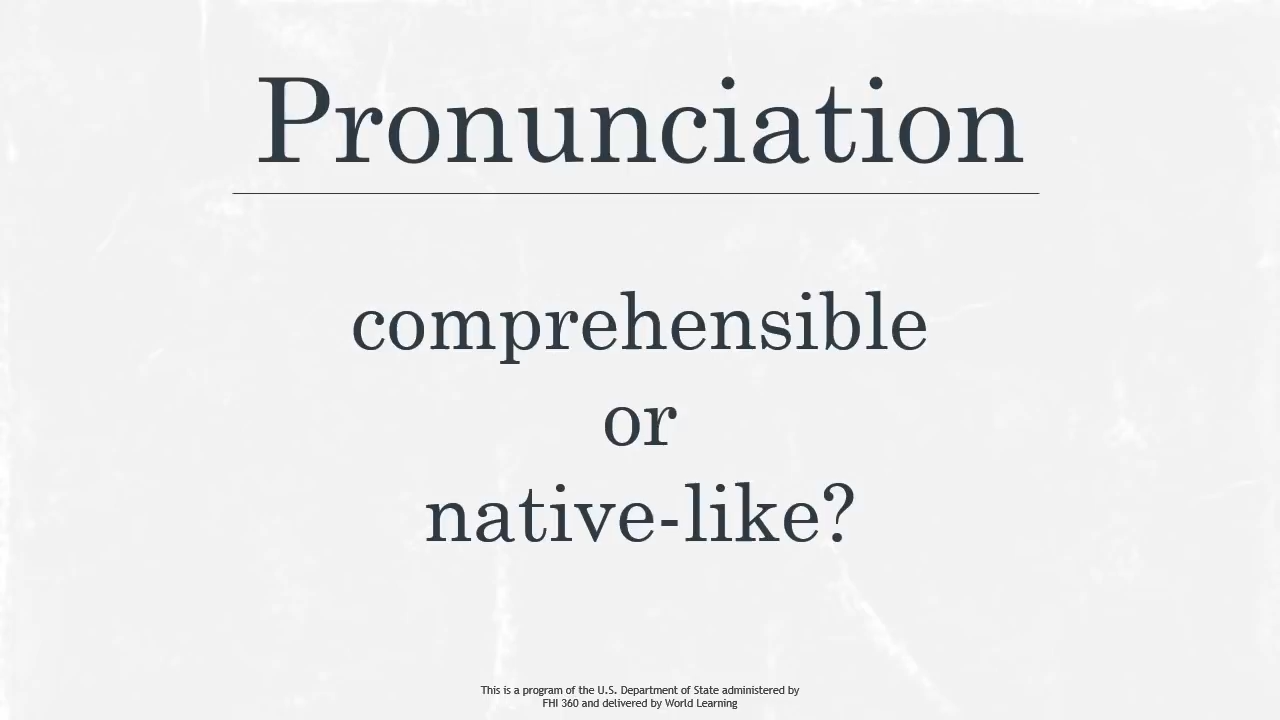 Pronunciation
comprehensible
or
native-like?
This is a program of the U.S. Department of State administered by
FHI 360 and delivered by World Learning